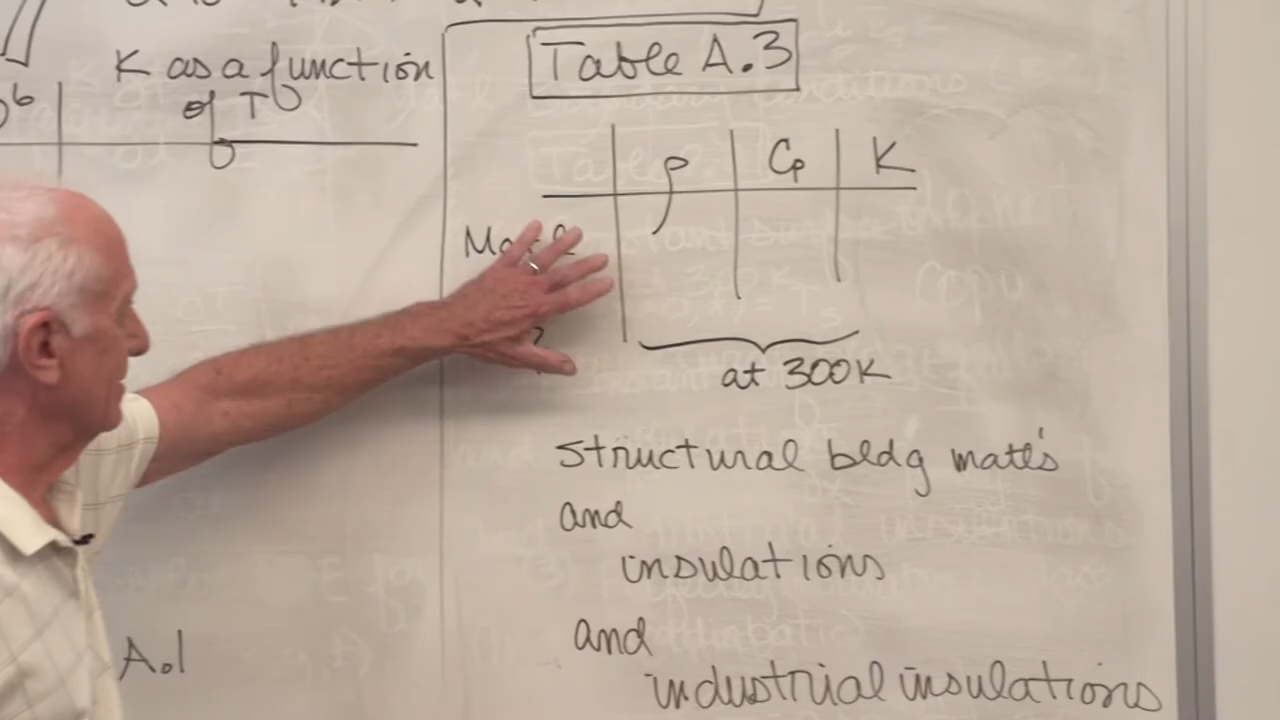 K as a function
of T
Table A.3
ρ Cp K
at 300K
structural bldg matl's
and
insulations
and
industrial insulations
A.1